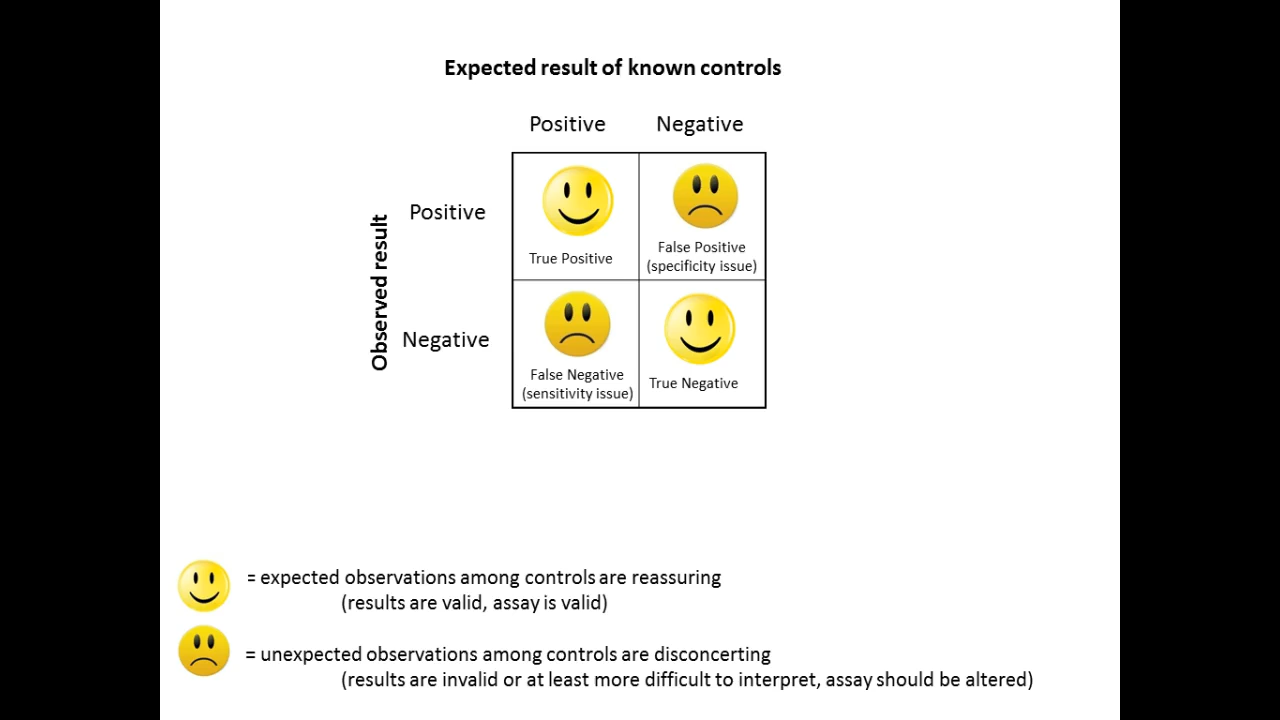 Expected result of known controls
Positive Negative
Observed result
Positive
True Positive
False Positive
(specificity issue)
Negative
False Negative
(sensitivity issue)
True Negative
= expected observations among controls are reassuring
(results are valid, assay is valid)
= unexpected observations among controls are disconcerting
(results are invalid or at least more difficult to interpret, assay should be altered)